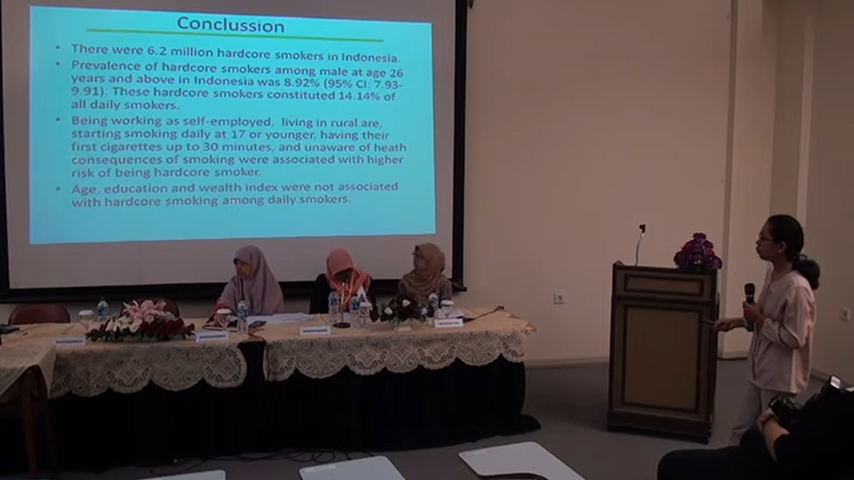 Conclussion
• There were 6.2 million hardcore smokers in Indonesia.
• Prevalence of hardcore smokers among male at age 26
years and above in Indonesia was 8.92% (95% CI: 7.93-
9.91). These hardcore smokers constituted 14.14% of
all daily smokers.
• Being working as self-employed, living in rural are,
starting smoking daily at 17 or younger, having their
first cigarettes up to 30 minutes, and unaware of heath
consequences of smoking were associated with higher
risk of being hardcore smoker.
• Age, education and wealth index were not associated
with hardcore smoking among daily smokers.